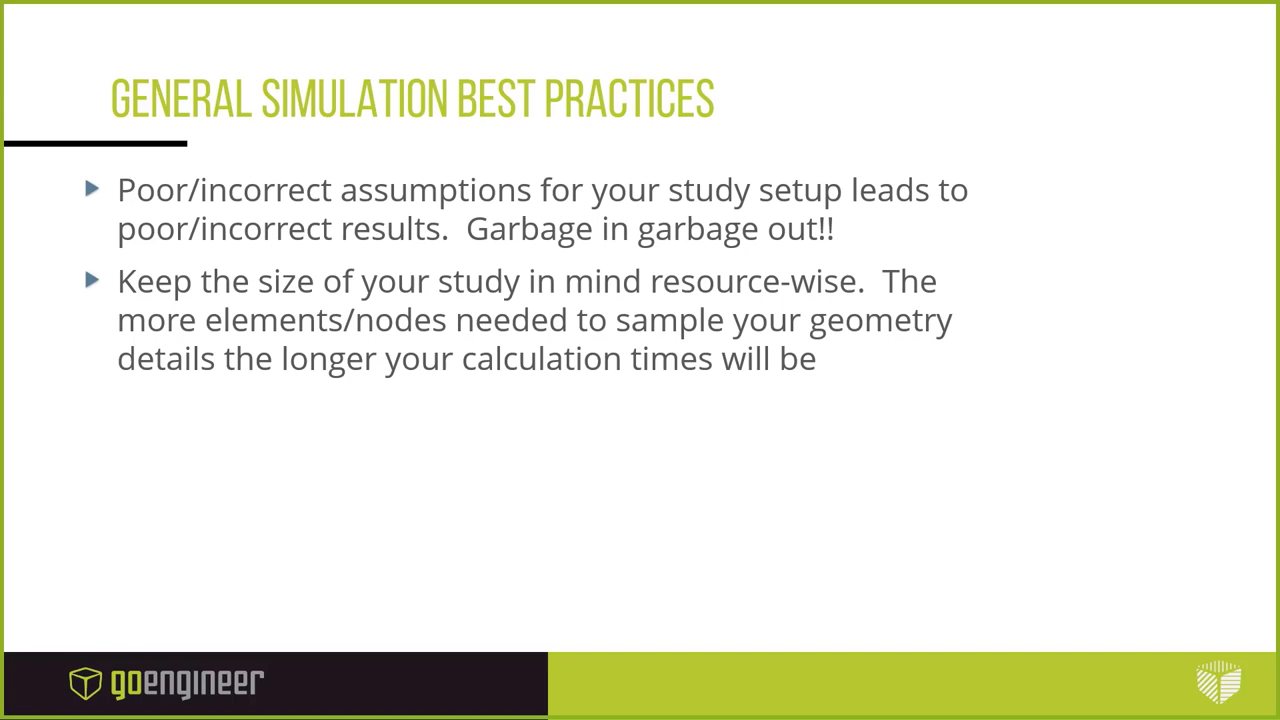 GENERAL SIMULATION BEST PRACTICES
Poor/incorrect assumptions for your study setup leads to
poor/incorrect results.  Garbage in garbage out!!
Keep the size of your study in mind resource-wise.  The
more elements/nodes needed to sample your geometry
details the longer your calculation times will be
goengineer